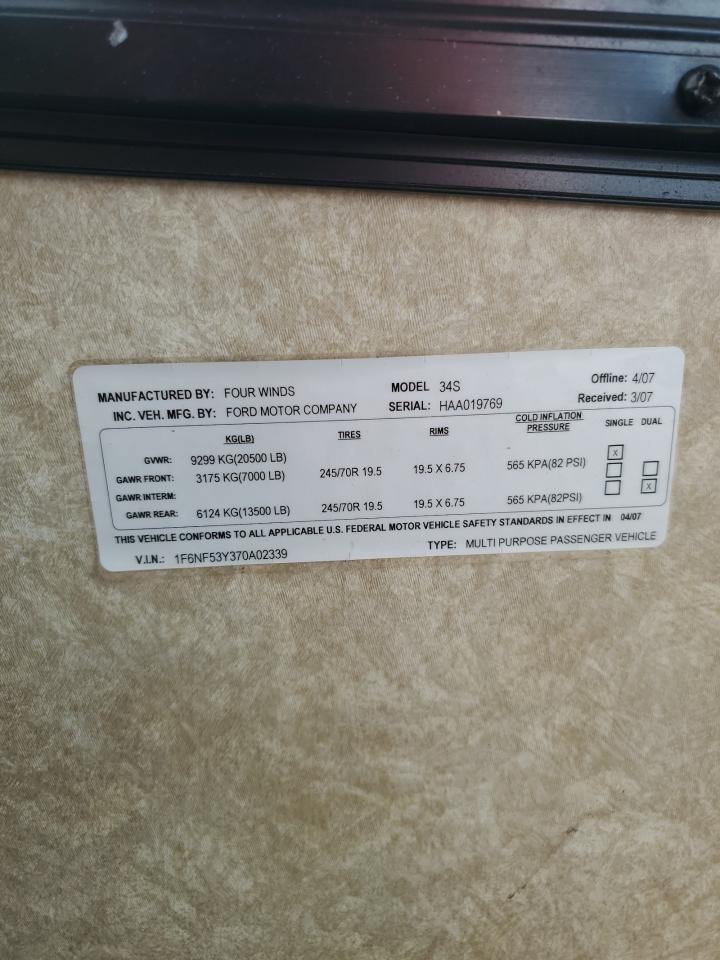 MANUFACTURED BY: FOUR WINDS MODEL 34S Offline: 4/07
INC. VEH. MFG. BY: FORD MOTOR COMPANY SERIAL: HAA019769 Received: 3/07
KG(LB) TIRES RIMS COLD INFLATION PRESSURE SINGLE DUAL
GVWR: 9299 KG(20500 LB) X
GAWR FRONT: 3175 KG(7000 LB) 245/70R 19.5 19.5 X 6.75 565 KPA(82 PSI)
GAWR INTERM: X
GAWR REAR: 6124 KG(13500 LB) 245/70R 19.5 19.5 X 6.75 565 KPA(82PSI)
THIS VEHICLE CONFORMS TO ALL APPLICABLE U.S. FEDERAL MOTOR VEHICLE SAFETY STANDARDS IN EFFECT IN 04/07
V.I.N.: 1F6NF53Y370A02339 TYPE: MULTI PURPOSE PASSENGER VEHICLE